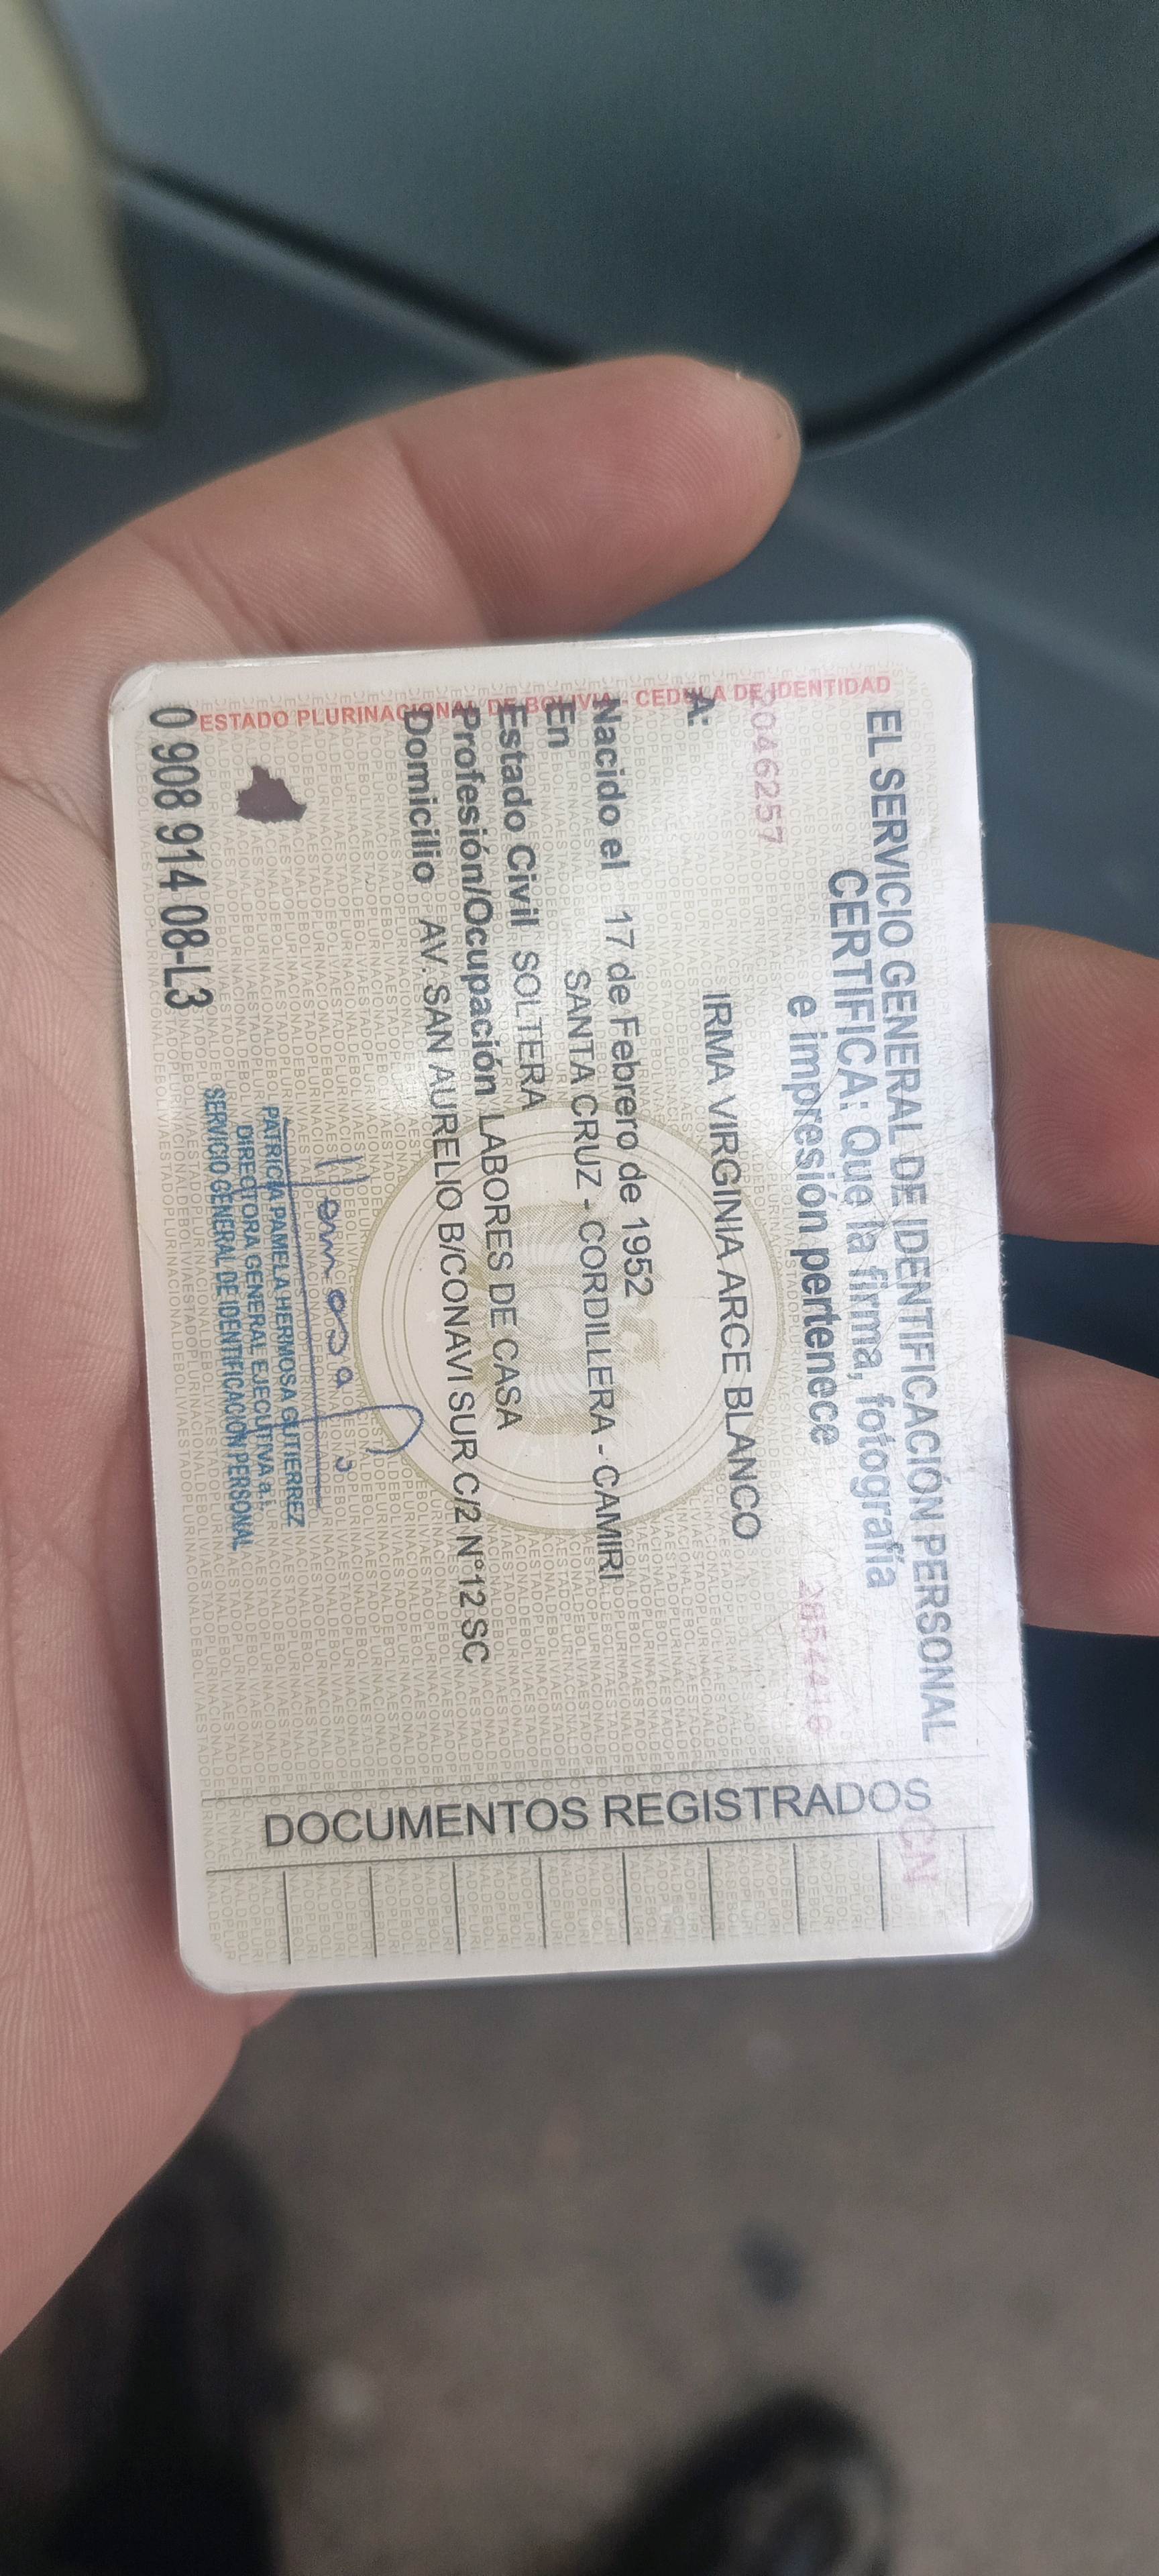 EL SERVICIO GENERAL DE IDENTIFICACIÓN PERSONAL
CERTIFICA: Que la firma, fotografía
e impresión pertenece
2046257
A: IRMA VIRGINIA ARCE BLANCO
Nacido el 17 de Febrero de 1952
En SANTA CRUZ - CORDILLERA - CAMIRI
Estado Civil SOLTERA
Profesión/Ocupación LABORES DE CASA
Domicilio AV. SAN AURELIO B/CONAVI SUR C/2 N°12 SC
PATRICIA PAMELA HERMOSA GUTIERREZ
DIRECTORA GENERAL EJECUTIVA a.i.
SERVICIO GENERAL DE IDENTIFICACIÓN PERSONAL
0 908 914 08-L3
ESTADO PLURINACIONAL DE BOLIVIA - CEDULA DE IDENTIDAD
DOCUMENTOS REGISTRADOS
CN